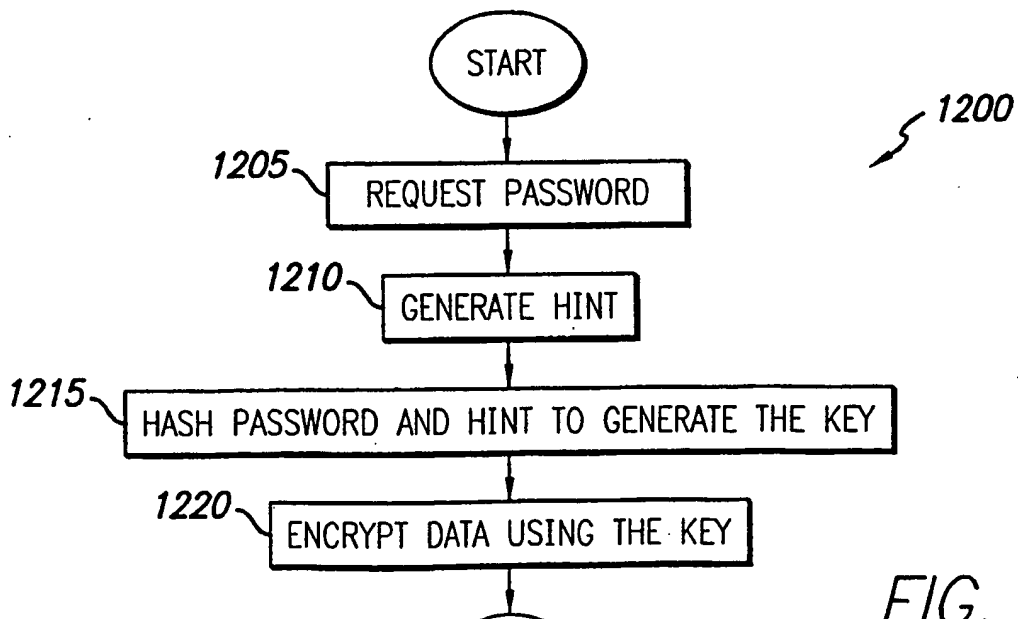 START
1200
1205
REQUEST PASSWORD
1210
GENERATE HINT
1215
HASH PASSWORD AND HINT TO GENERATE THE KEY
1220
ENCRYPT DATA USING THE KEY
FIG.